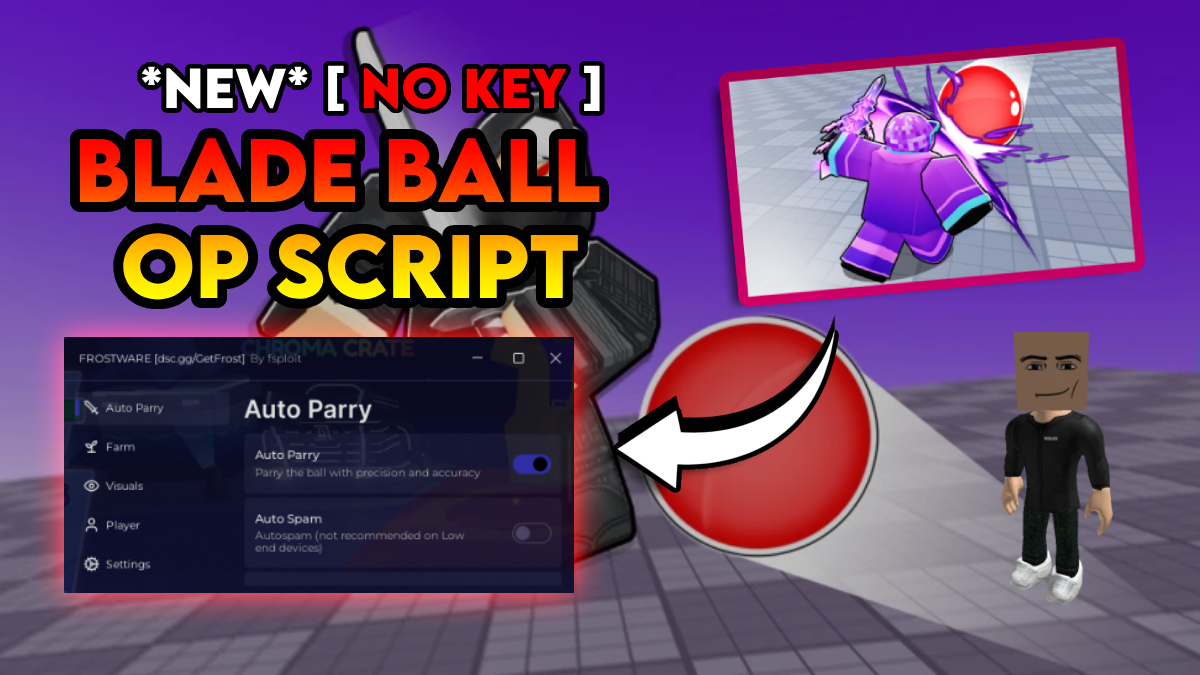 *NEW* [ NO KEY ]
BLADE BALL
OP SCRIPT
CHROMA CRATE
FROSTWARE [dsc.gg/GetFrost] By fsploit
Auto Parry
Farm
Visuals
Player
Settings
Auto Parry
Auto Parry
Parry the ball with precision and accuracy
Auto Spam
Autospam (not recommended on Low
end devices)